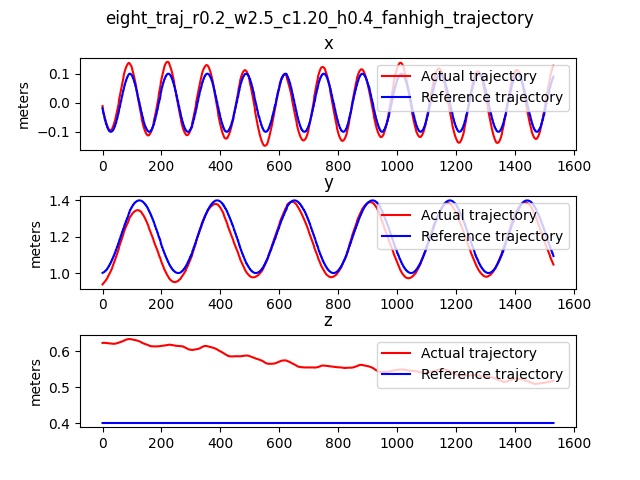 eight_traj_r0.2_w2.5_c1.20_h0.4_fanhigh_trajectory
x
meters
0.1
0.0
−0.1
Actual trajectory
Reference trajectory
0 200 400 600 800 1000 1200 1400 1600
y
meters
1.4
1.2
1.0
Actual trajectory
Reference trajectory
0 200 400 600 800 1000 1200 1400 1600
z
meters
0.6
0.5
0.4
Actual trajectory
Reference trajectory
0 200 400 600 800 1000 1200 1400 1600